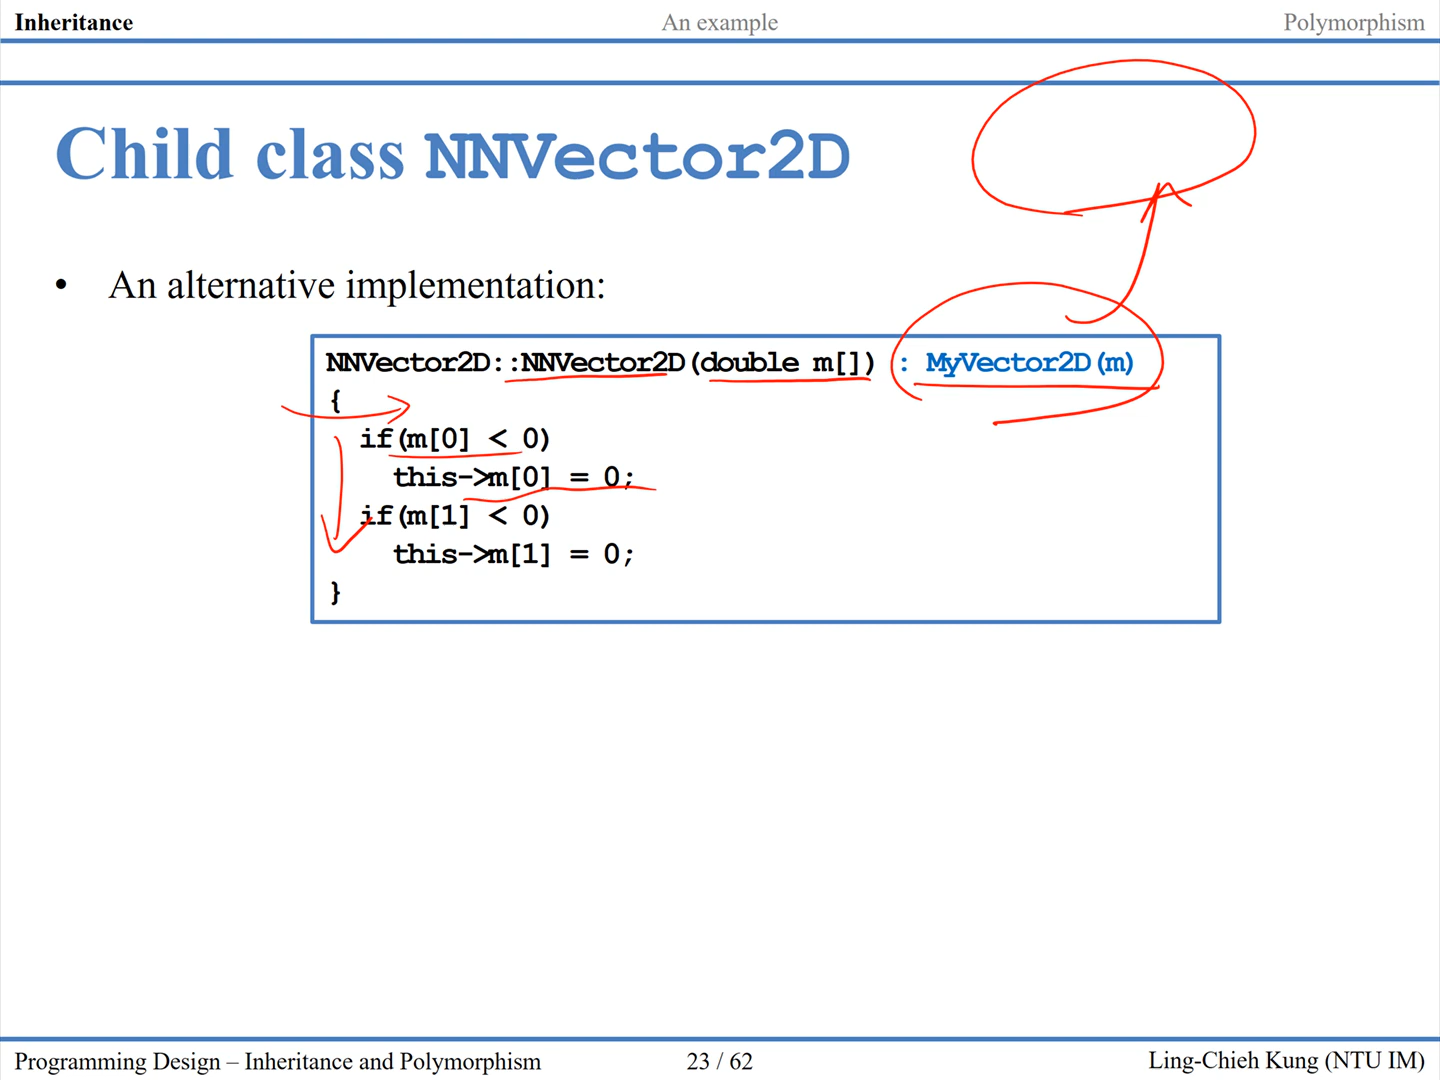 Inheritance An example Polymorphism
Child class NNVector2D
• An alternative implementation:
NNVector2D::NNVector2D(double m[]) : MyVector2D(m)
{
if(m[0] < 0)
this->m[0] = 0;
if(m[1] < 0)
this->m[1] = 0;
}
Programming Design – Inheritance and Polymorphism 23 / 62 Ling-Chieh Kung (NTU IM)